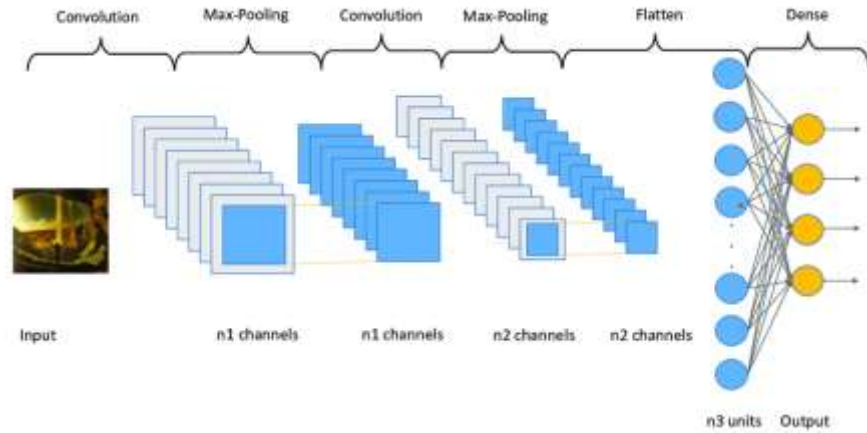 Convolution Max-Pooling Convolution Max-Pooling Flatten Dense
Input n1 channels n1 channels n2 channels n2 channels
n3 units Output